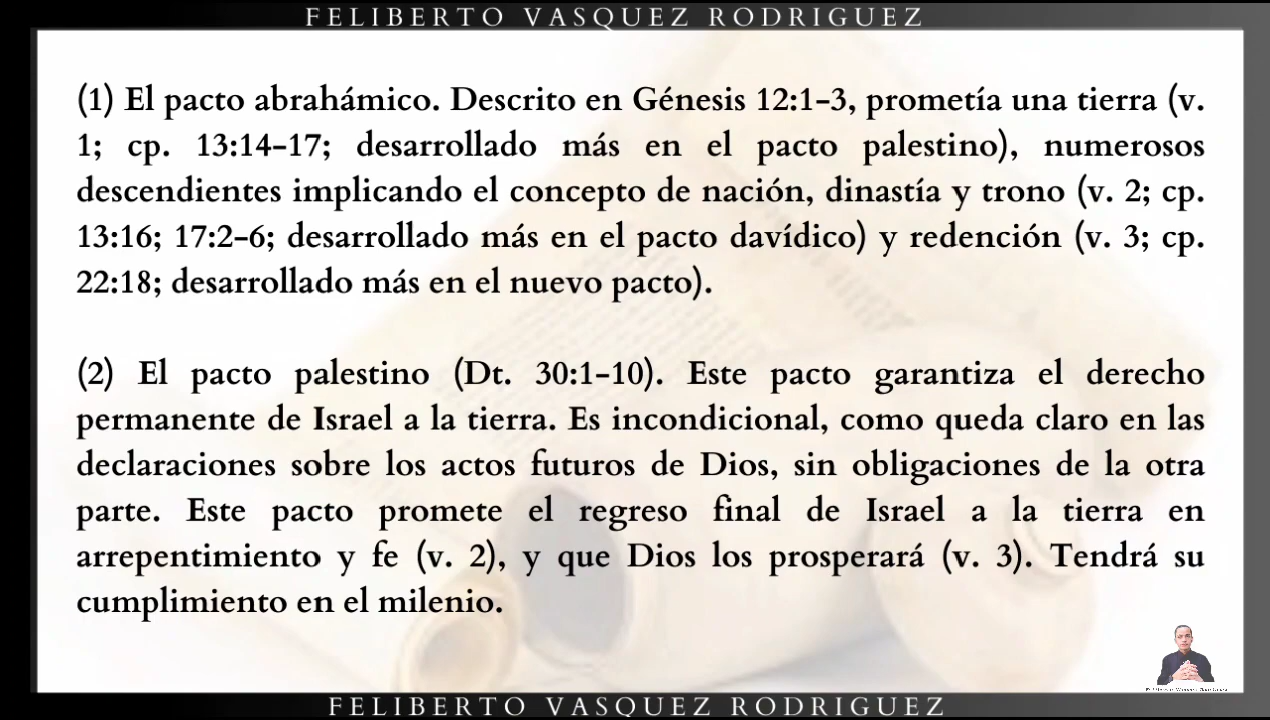 FELIBERTO VASQUEZ RODRIGUEZ
(1) El pacto abrahámico. Descrito en Génesis 12:1-3, prometía una tierra (v.
1; cp. 13:14-17; desarrollado más en el pacto palestino), numerosos
descendientes implicando el concepto de nación, dinastía y trono (v. 2; cp.
13:16; 17:2-6; desarrollado más en el pacto davídico) y redención (v. 3; cp.
22:18; desarrollado más en el nuevo pacto).
(2) El pacto palestino (Dt. 30:1-10). Este pacto garantiza el derecho
permanente de Israel a la tierra. Es incondicional, como queda claro en las
declaraciones sobre los actos futuros de Dios, sin obligaciones de la otra
parte. Este pacto promete el regreso final de Israel a la tierra en
arrepentimiento y fe (v. 2), y que Dios los prosperará (v. 3). Tendrá su
cumplimiento en el milenio.
FELIBERTO VASQUEZ RODRIGUEZ